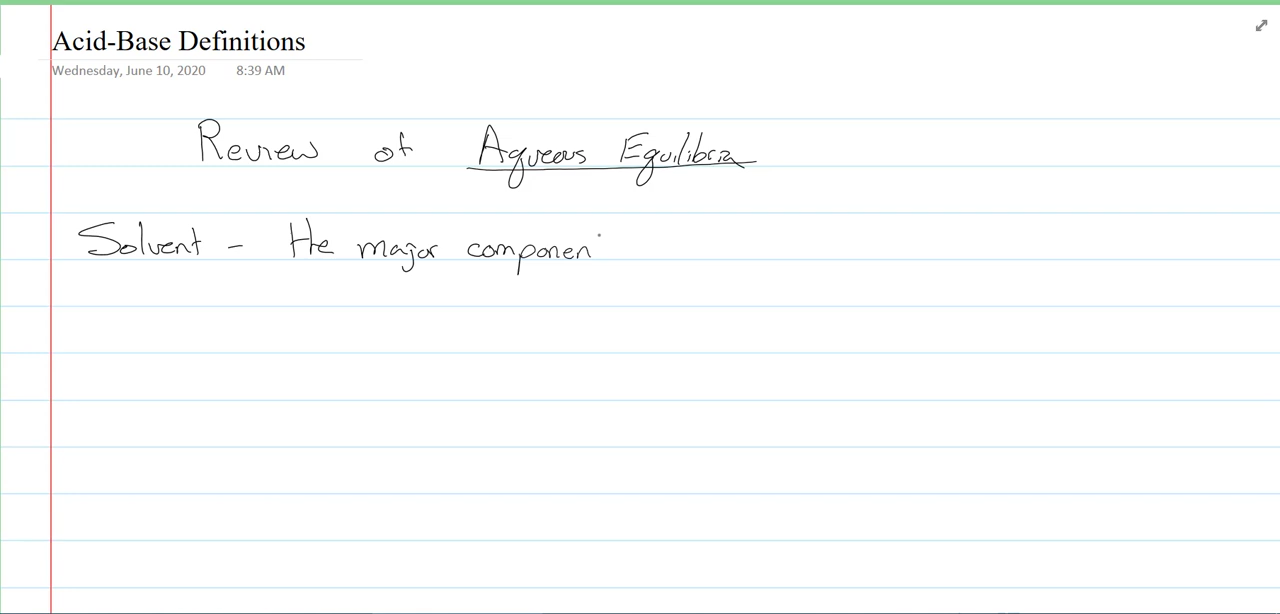 Acid-Base Definitions
Wednesday, June 10, 2020 8:39 AM
Review of Aqueous Equilibria
Solvent - the major componen